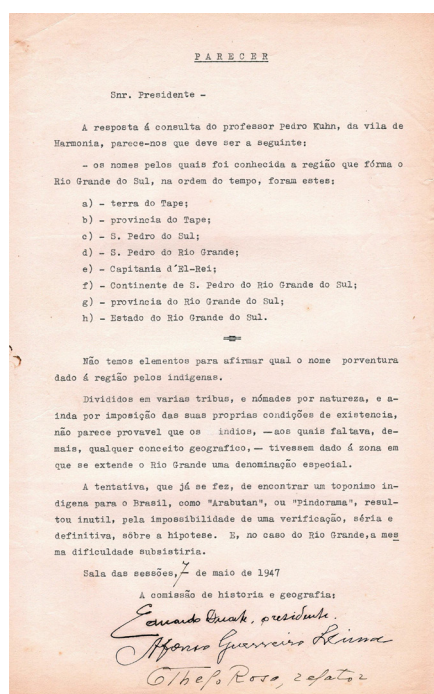 PARECER
Snr. Presidente -
A resposta á consulta do professor Pedro Kuhn, da vila de
Harmonia, parece-nos que deve ser a seguinte:
- os nomes pelos quais foi conhecida a região que fórma o
Rio Grande do Sul, na ordem do tempo, foram estes:
a) - terra do Tape;
b) - provincia do Tape;
c) - S. Pedro do Sul;
d) - S. Pedro do Rio Grande;
e) - Capitania d'El-Rei;
f) - Continente de S. Pedro do Rio Grande do Sul;
g) - provincia do Rio Grande do Sul;
h) - Estado do Rio Grande do Sul.
Não temos elementos para afirmar qual o nome porventura
dado á região pelos indigenas.
Divididos em varias tribus, e nómades por natureza, e a-
inda por imposição das suas proprias condições de existencia,
não parece provavel que os indios, —aos quais faltava, de-
mais, qualquer conceito geografico,— tivessem dado á zona em
que se extende o Rio Grande uma denominação especial.
A tentativa, que já se fez, de encontrar um toponimo in-
digena para o Brasil, como "Arabutan", ou "Pindorama", resul-
tou inutil, pela impossibilidade de uma verificação, séria e
definitiva, sôbre a hipotese. E, no caso do Rio Grande,a mes
ma dificuldade subsistiria.
Sala das sessões, 7 de maio de 1947
A comissão de historia e geografia:
Eduardo Duarte, presidente.
Afonso Guerreiro Lima
Othelo Rosa, relator